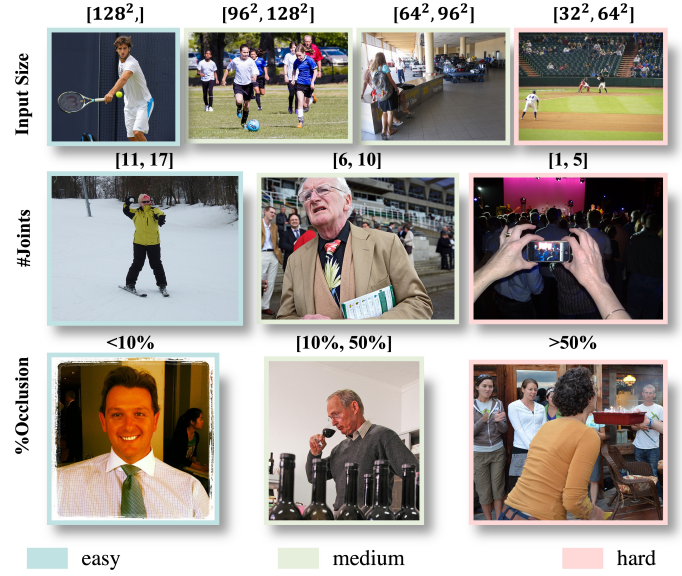 [128²,] [96², 128²] [64², 96²] [32², 64²]
Input Size
[11, 17] [6, 10] [1, 5]
#Joints
<10% [10%, 50%] >50%
%Occlusion
easy medium hard